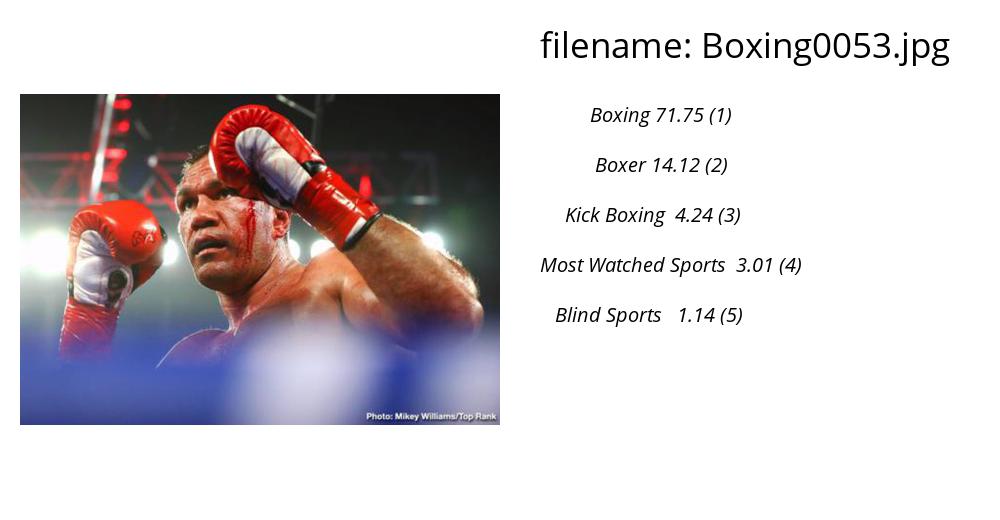 filename: Boxing0053.jpg
Boxing 71.75 (1)
Boxer 14.12 (2)
Kick Boxing 4.24 (3)
Most Watched Sports 3.01 (4)
Blind Sports 1.14 (5)
Photo: Mikey Williams/Top Rank